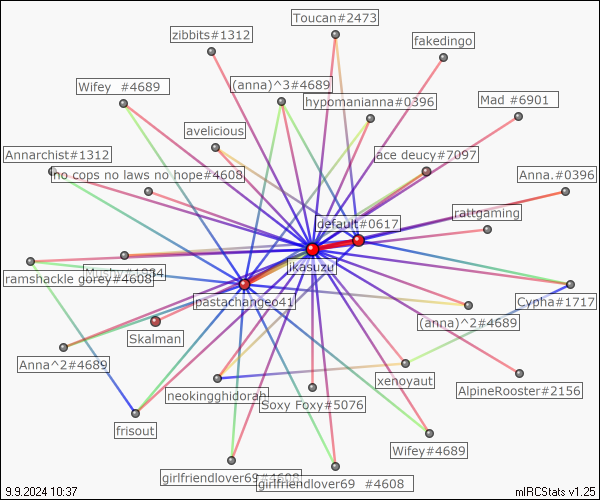 Toucan#2473
zibbits#1312
fakedingo
Wifey  #4689
(anna)^3#4689
hypomanianna#0396
Mad #6901
avelicious
Annarchist#1312
ace deucy#7097
no cops no laws no hope#4608
Anna.#0396
rattgaming
default#0617
ikasuzu
ramshackle gorey#4608
pastachangeo41
Cypha#1717
(anna)^2#4689
Skalman
Anna^2#4689
xenoyaut
AlpineRooster#2156
neokingghidorah
Soxy Foxy#5076
frisout
Wifey#4689
girlfriendlover69#4608
girlfriendlover69  #4608
9.9.2024 10:37
mIRCStats v1.25